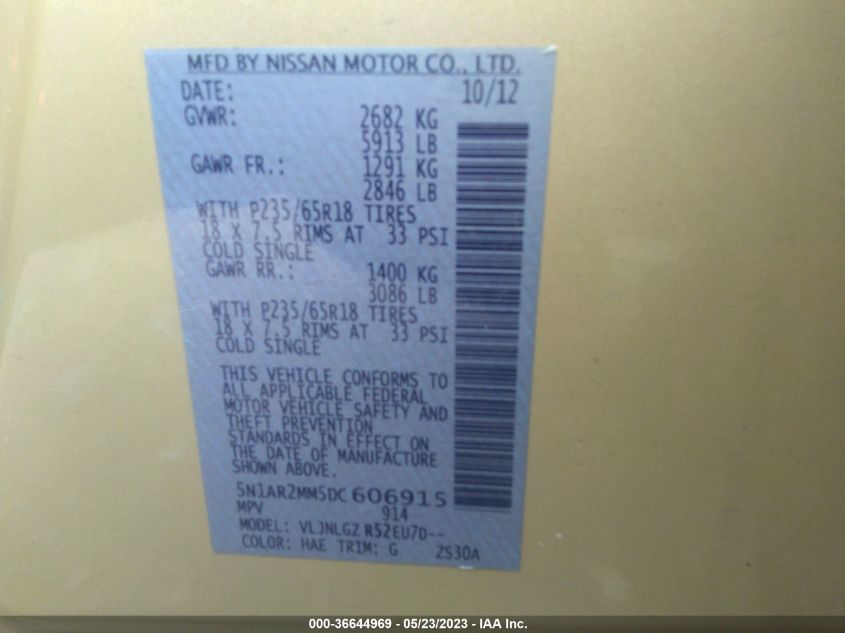 MFD BY NISSAN MOTOR CO., LTD.
DATE: 10/12
GVWR: 2682 KG
5913 LB
GAWR FR.: 1291 KG
2846 LB
WITH P235/65R18 TIRES
18 X 7.5 RIMS AT 33 PSI
COLD SINGLE
GAWR RR.: 1400 KG
3086 LB
WITH P235/65R18 TIRES
18 X 7.5 RIMS AT 33 PSI
COLD SINGLE
THIS VEHICLE CONFORMS TO
ALL APPLICABLE FEDERAL
MOTOR VEHICLE SAFETY AND
THEFT PREVENTION
STANDARDS IN EFFECT ON
THE DATE OF MANUFACTURE
SHOWN ABOVE.
5N1AR2MM5DC606915
MPV 914
MODEL: VLJNLGZ R52EU7D--
COLOR: HAE TRIM: G ZS30A
000-36644969 - 05/23/2023 - IAA Inc.